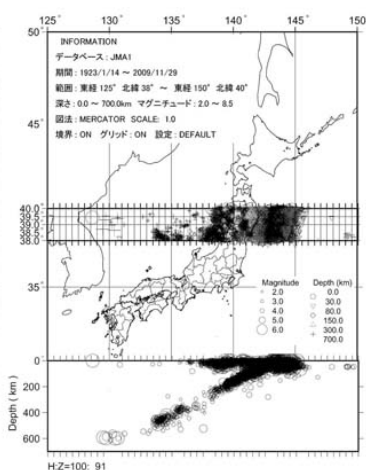 125 130 135 140 145 150
50°
INFORMATION
データベース : JMA1
期間 : 1923/1/14 ～ 2009/11/29
範囲 : 東経 125° 北緯 38° ～ 東経 150° 北緯 40°
深さ : 0.0 ～ 700.0km マグニチュード : 2.0 ～ 8.5
図法 : MERCATOR SCALE: 1.0
境界 : ON グリッド : ON 設定 : DEFAULT
45°
40.0°
39.5°
39.0°
38.5°
38.0°
35°
Magnitude Depth (km)
2.0 0.0
3.0 30.0
4.0 80.0
5.0 150.0
6.0 300.0
700.0
0
200
400
600
Depth ( km )
H:Z=100: 91